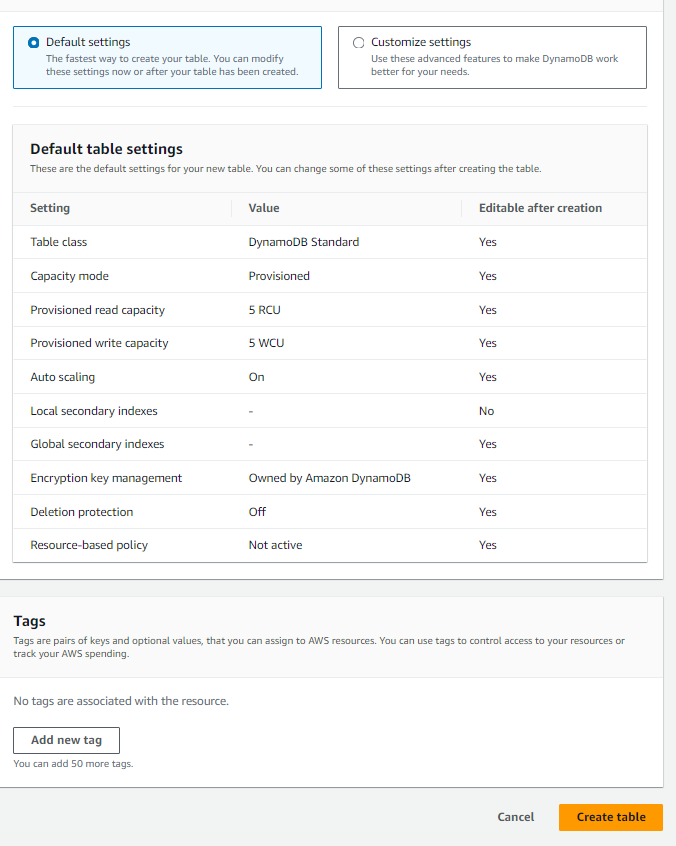 Default settings
The fastest way to create your table. You can modify
these settings now or after your table has been created.
Customize settings
Use these advanced features to make DynamoDB work
better for your needs.
Default table settings
These are the default settings for your new table. You can change some of these settings after creating the table.
Setting Value Editable after creation
Table class DynamoDB Standard Yes
Capacity mode Provisioned Yes
Provisioned read capacity 5 RCU Yes
Provisioned write capacity 5 WCU Yes
Auto scaling On Yes
Local secondary indexes - No
Global secondary indexes - Yes
Encryption key management Owned by Amazon DynamoDB Yes
Deletion protection Off Yes
Resource-based policy Not active Yes
Tags
Tags are pairs of keys and optional values, that you can assign to AWS resources. You can use tags to control access to your resources or
track your AWS spending.
No tags are associated with the resource.
Add new tag
You can add 50 more tags.
Cancel Create table